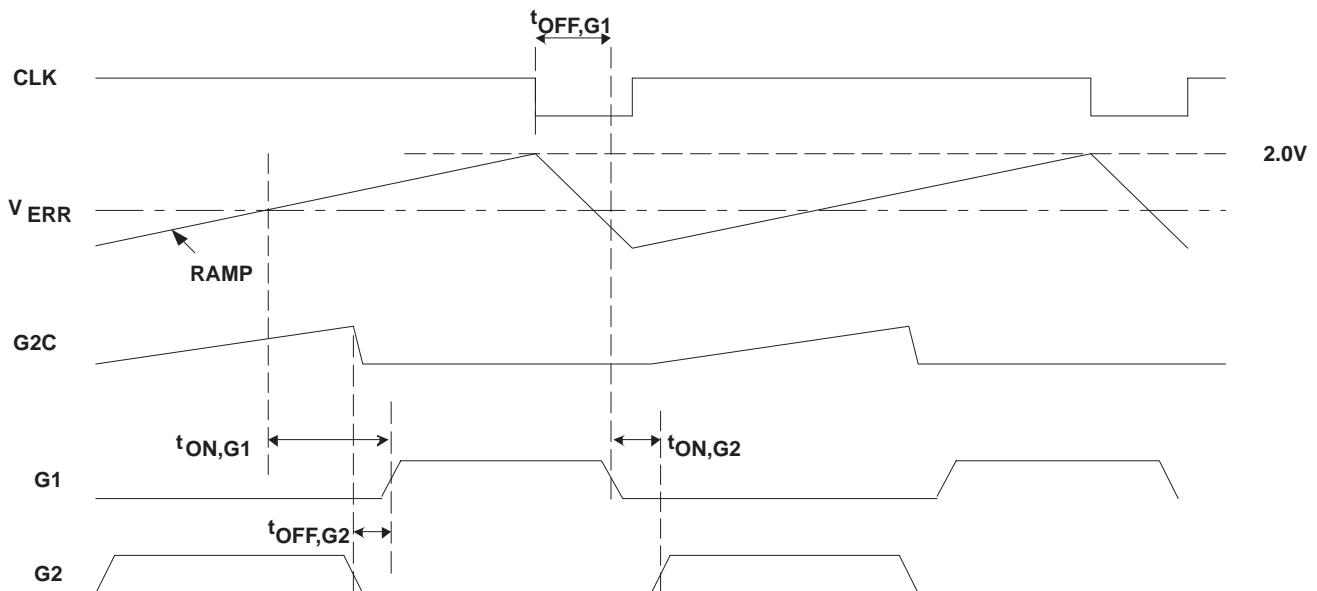 tOFF,G1
CLK
2.0V
VERR
RAMP
G2C
tON,G1
tON,G2
G1
tOFF,G2
G2